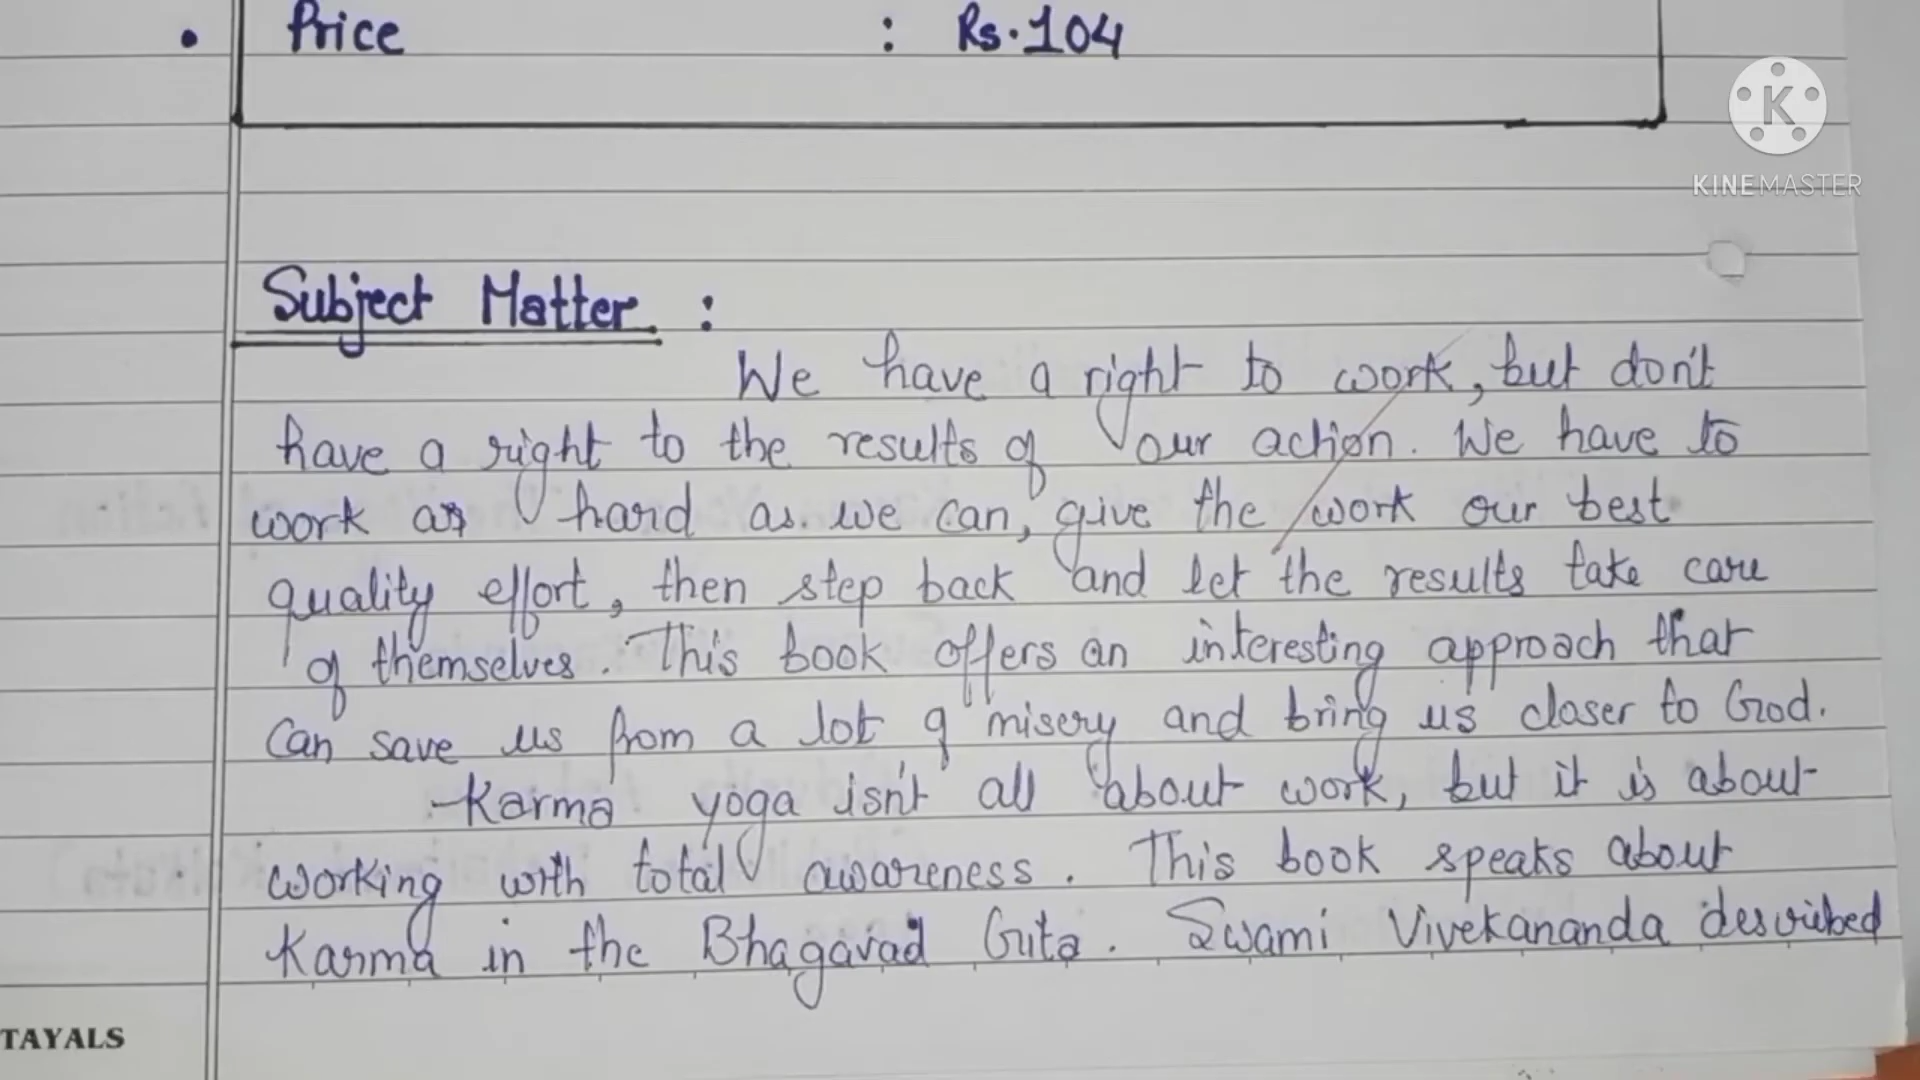 • Price : Rs. 104
K
KINEMASTER
Subject Matter :
We have a right to work, but don't
have a right to the results of our action. We have to
work as hard as we can, give the work our best
quality effort, then step back and let the results take care
of themselves. This book offers an interesting approach that
can save us from a lot of misery and bring us closer to God.
Karma yoga isn't all about work, but it is about
working with total awareness. This book speaks about
Karma in the Bhagavad Gita. Swami Vivekananda described
TAYALS